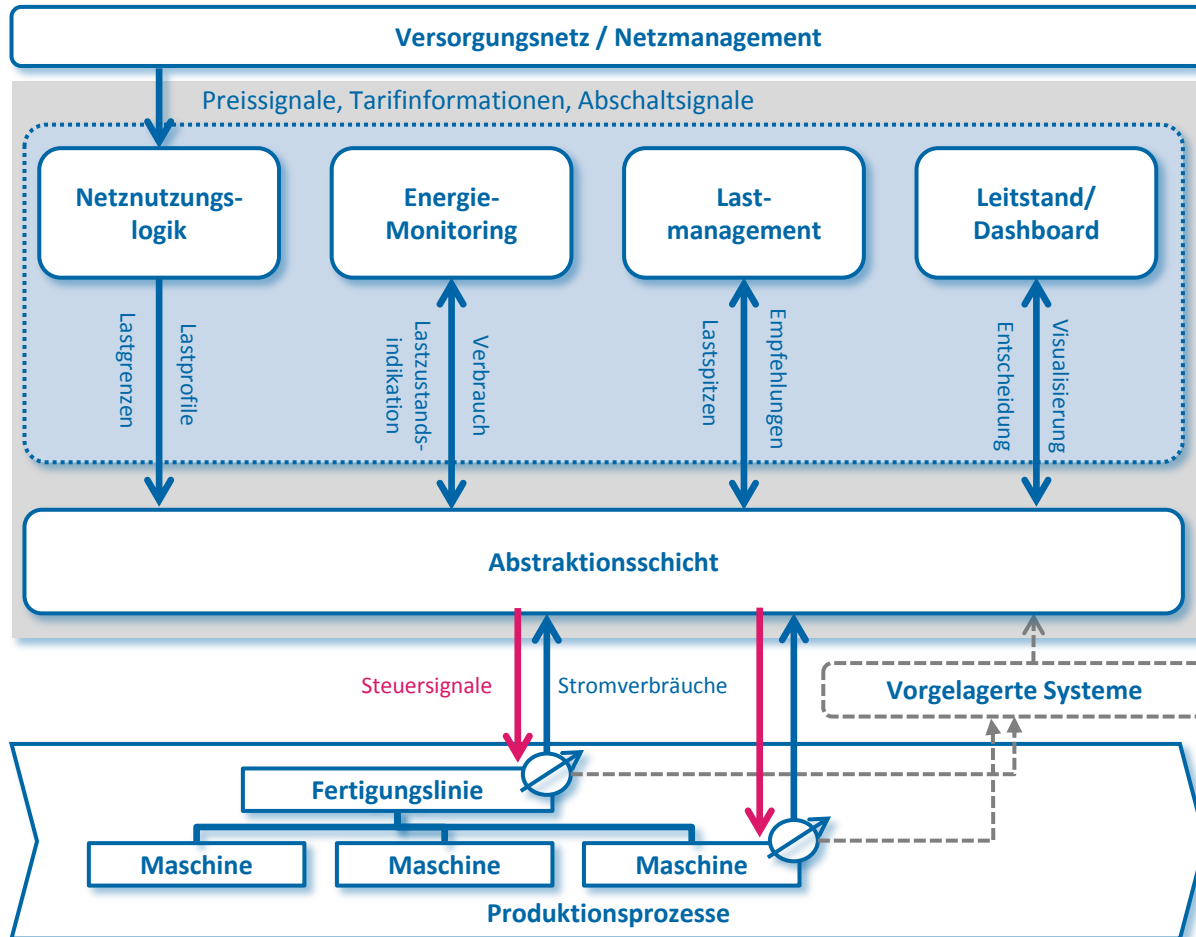 Versorgungsnetz / Netzmanagement
Preissignale, Tarifinformationen, Abschaltsignale
Netznutzungs-
logik
Energie-
Monitoring
Last-
management
Leitstand/
Dashboard
Lastgrenzen
Lastprofile
Lastzustands-
indikation
Verbrauch
Lastspitzen
Empfehlungen
Entscheidung
Visualisierung
Abstraktionsschicht
Steuersignale
Stromverbräuche
Vorgelagerte Systeme
Fertigungslinie
Maschine
Maschine
Maschine
Produktionsprozesse